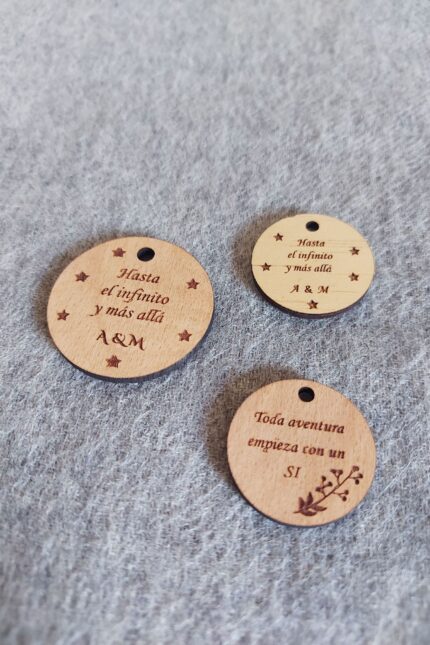 Hasta
el infinito
y más allá
A&M
Hasta
el infinito
y más allá
A & M
Toda aventura
empieza con un
SI